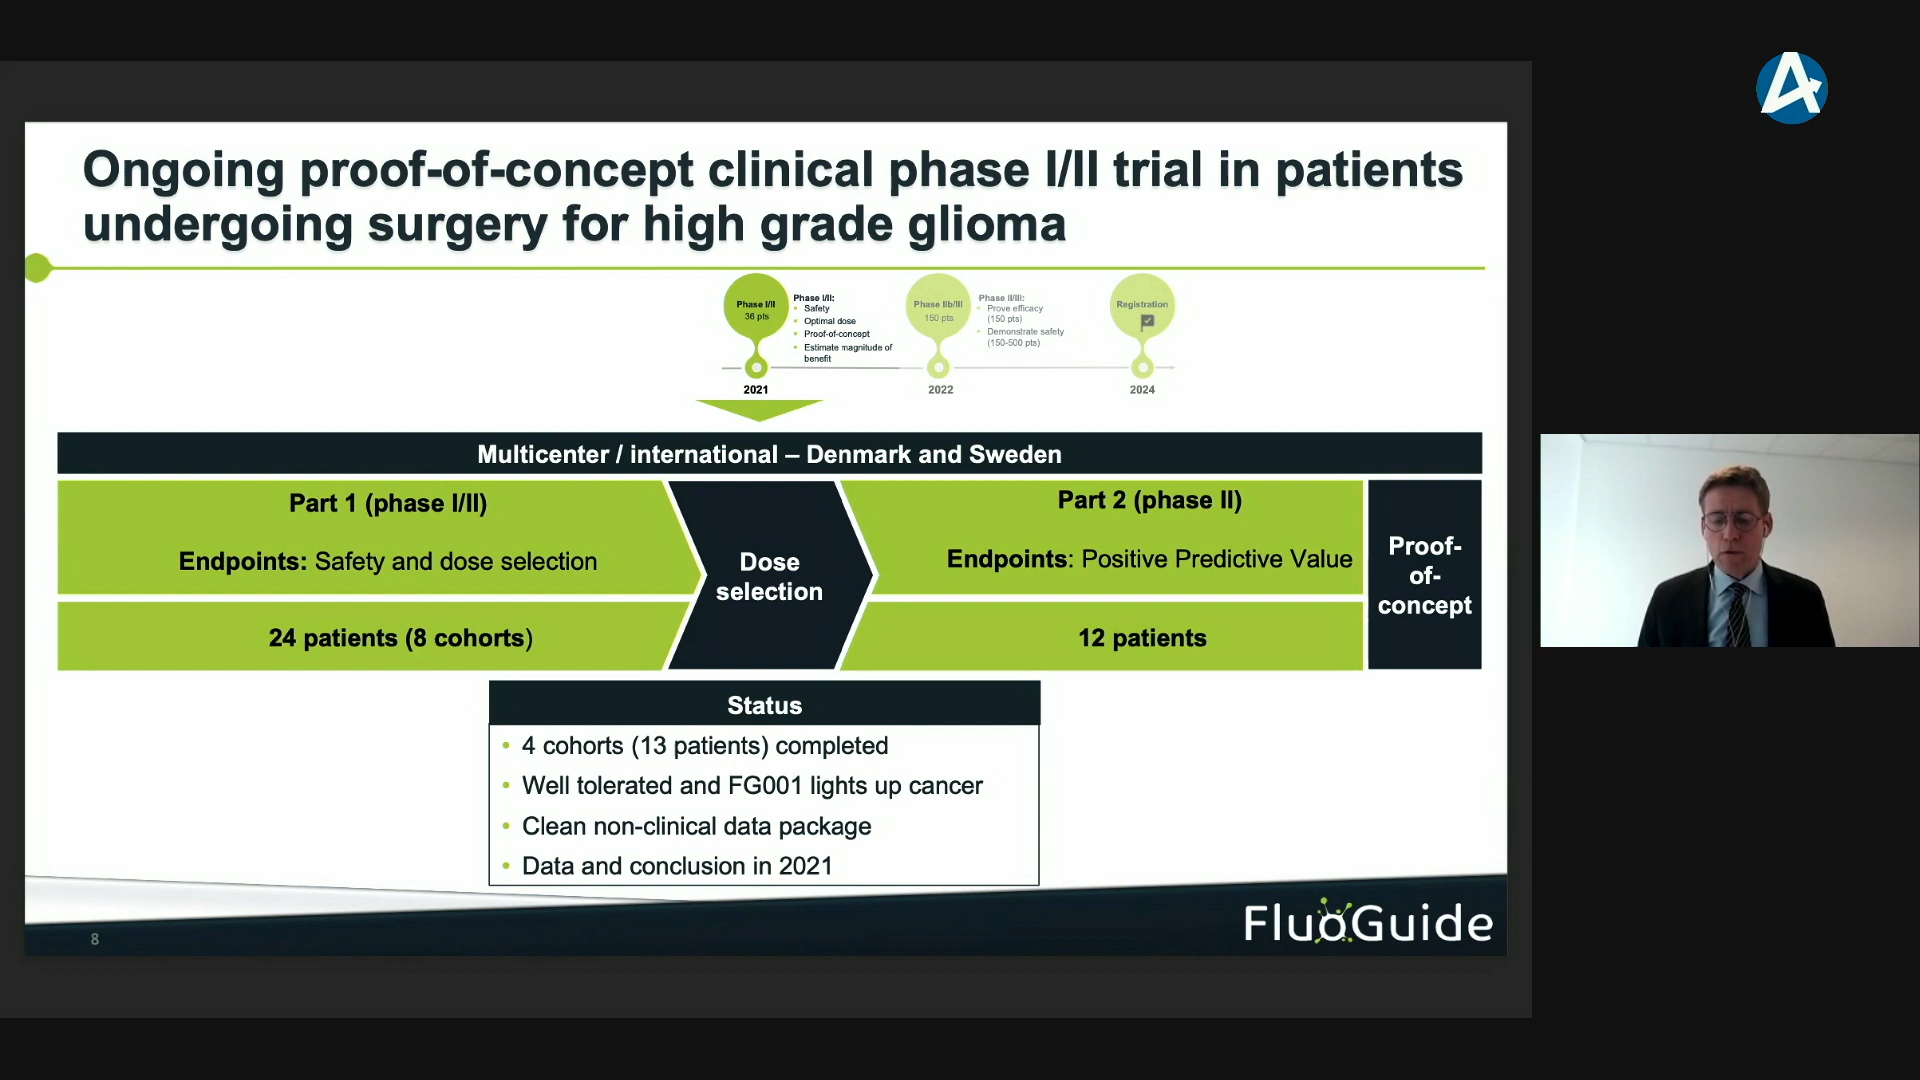 Ongoing proof-of-concept clinical phase I/II trial in patients
undergoing surgery for high grade glioma
Phase I/II
36 pts
Phase I/II:
• Safety
• Optimal dose
• Proof-of-concept
• Estimate magnitude of
benefit
2021
Phase IIb/III
150 pts
Phase II/III:
• Prove efficacy
(150 pts)
• Demonstrate safety
(150-500 pts)
2022
Registration
2024
Multicenter / international – Denmark and Sweden
Part 1 (phase I/II)
Endpoints: Safety and dose selection
24 patients (8 cohorts)
Dose
selection
Part 2 (phase II)
Endpoints: Positive Predictive Value
12 patients
Proof-
of-
concept
Status
• 4 cohorts (13 patients) completed
• Well tolerated and FG001 lights up cancer
• Clean non-clinical data package
• Data and conclusion in 2021
8
FluoGuide